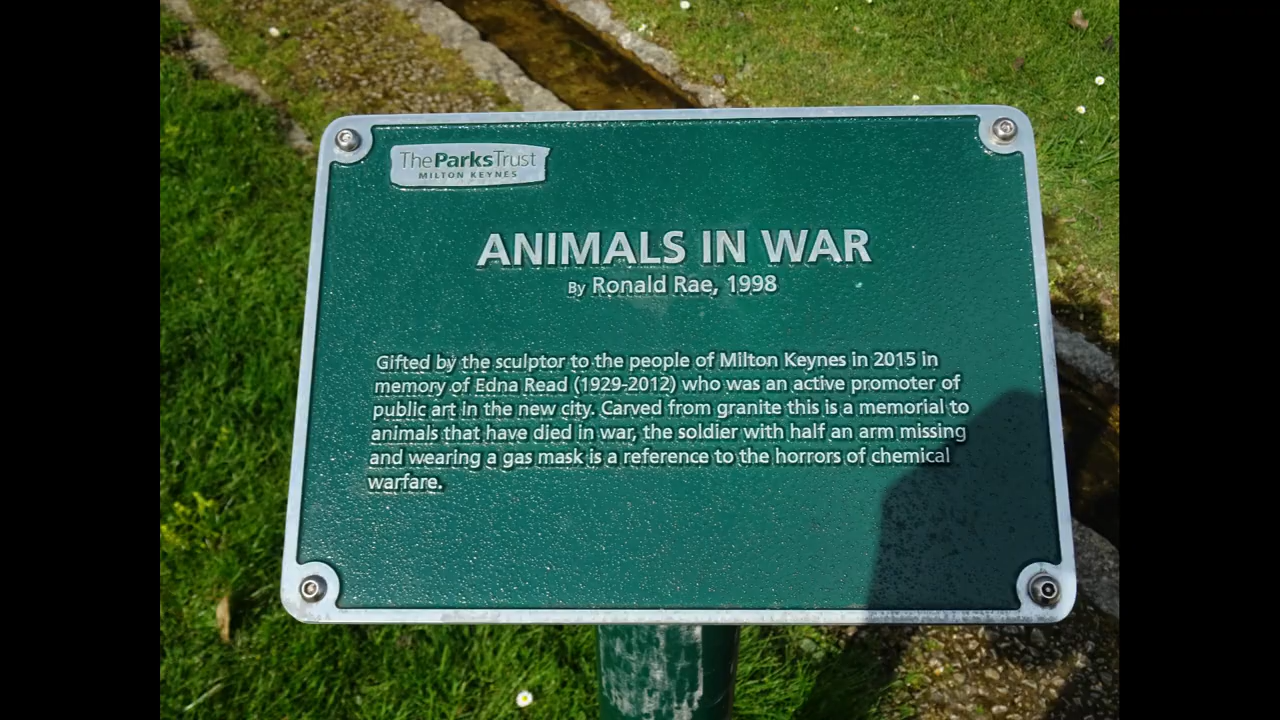 The Parks Trust
MILTON KEYNES
ANIMALS IN WAR
By Ronald Rae, 1998
Gifted by the sculptor to the people of Milton Keynes in 2015 in
memory of Edna Read (1929-2012) who was an active promoter of
public art in the new city. Carved from granite this is a memorial to
animals that have died in war, the soldier with half an arm missing
and wearing a gas mask is a reference to the horrors of chemical
warfare.